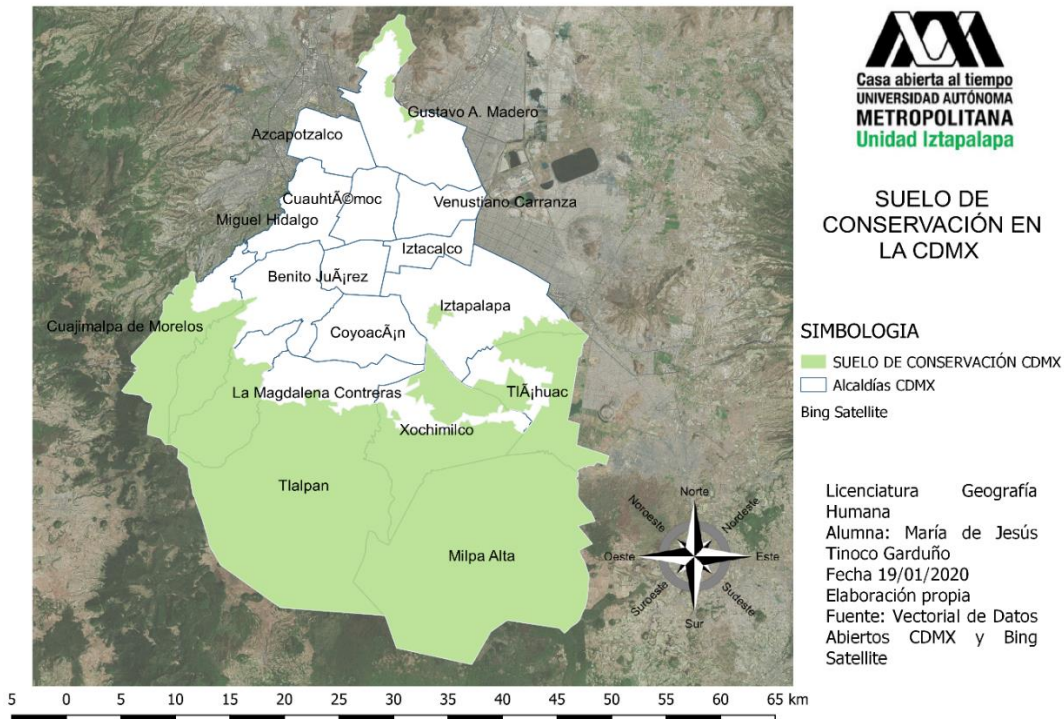 Gustavo A. Madero
Azcapotzalco
CuauhtÃ©moc
Venustiano Carranza
Miguel Hidalgo
Iztacalco
Benito JuÃ¡rez
Iztapalapa
Cuajimalpa de Morelos
CoyoacÃ¡n
La Magdalena Contreras
TlÃ¡huac
Xochimilco
Tlalpan
Milpa Alta
Norte
Noroeste
Nordeste
Oeste
Este
Suroeste
Sudeste
Sur
5 0 5 10 15 20 25 30 35 40 45 50 55 60 65 km
Casa abierta al tiempo
UNIVERSIDAD AUTÓNOMA
METROPOLITANA
Unidad Iztapalapa
SUELO DE
CONSERVACIÓN EN
LA CDMX
SIMBOLOGIA
SUELO DE CONSERVACIÓN CDMX
Alcaldías CDMX
Bing Satellite
Licenciatura Geografía
Humana
Alumna: María de Jesús
Tinoco Garduño
Fecha 19/01/2020
Elaboración propia
Fuente: Vectorial de Datos
Abiertos CDMX y Bing
Satellite